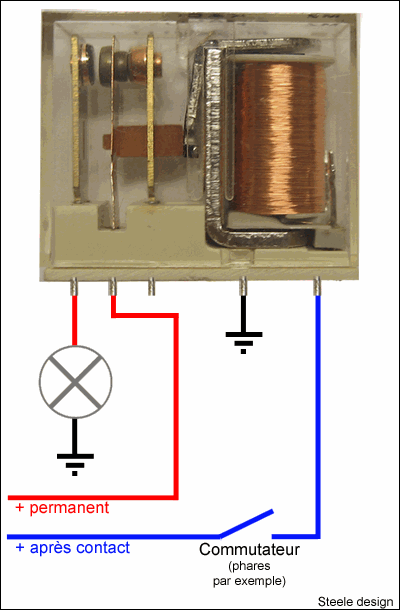 + permanent
+ après contact
Commutateur
(phares
par exemple)
Steele design